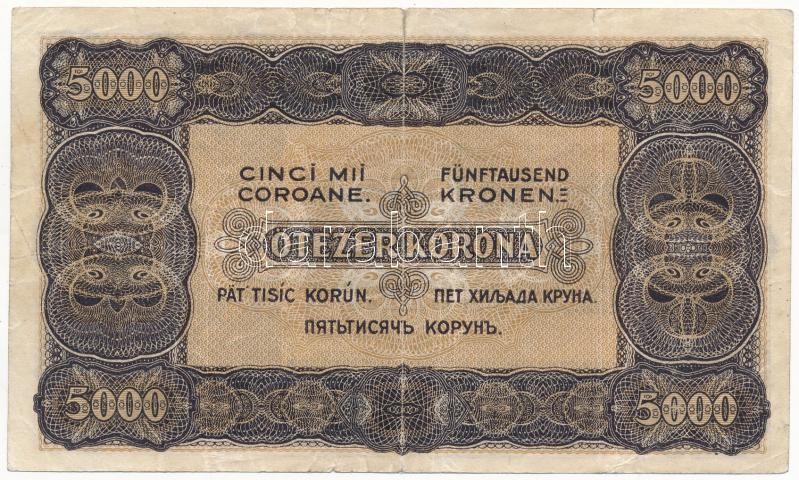 5000 5000
CINCI MII FÜNFTAUSEND
COROANE. KRONEN.
ÖTEZER KORONA
PÄT TISÍC KORÚN. ПЕТ ХИЉАДА КРУНА.
ПЯТЬТИСЯЧЪ КОРУНЪ.
5000 5000